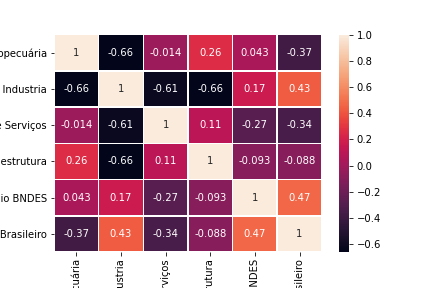 opecuária 1 -0.66 -0.014 0.26 0.043 -0.37
Industria -0.66 1 -0.61 -0.66 0.17 0.43
e Serviços -0.014 -0.61 1 0.11 -0.27 -0.34
estrutura 0.26 -0.66 0.11 1 -0.093 -0.088
io BNDES 0.043 0.17 -0.27 -0.093 1 0.47
Brasileiro -0.37 0.43 -0.34 -0.088 0.47 1
uária ustria rviços rutura NDES sileiro
1.0
0.8
0.6
0.4
0.2
0.0
−0.2
−0.4
−0.6